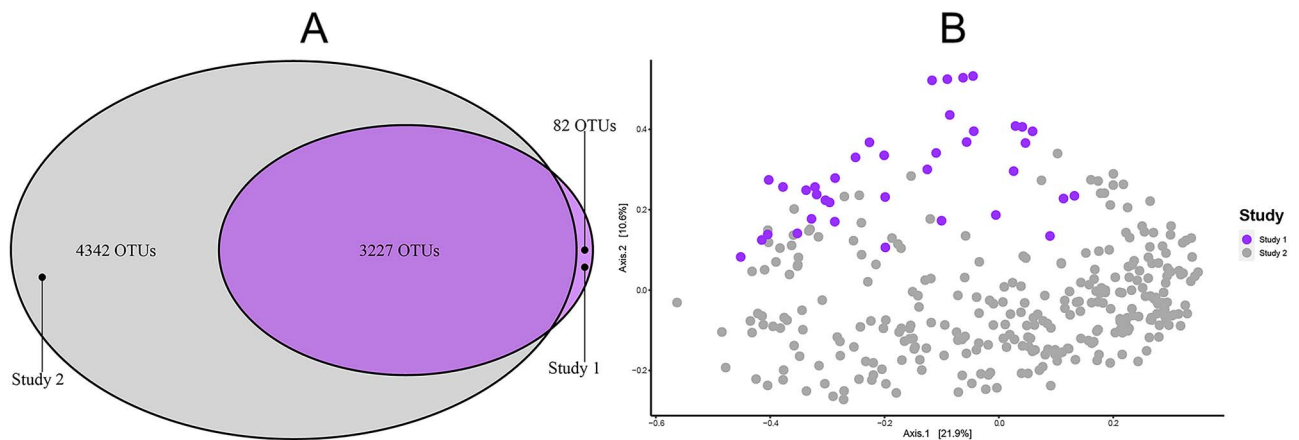 A
82 OTUs
4342 OTUs
3227 OTUs
Study 2
Study 1
B
0.4
0.2
0.0
−0.2
Axis.2 [10.6%]
−0.6
−0.4
−0.2
0.0
0.2
Axis.1 [21.9%]
Study
Study 1
Study 2